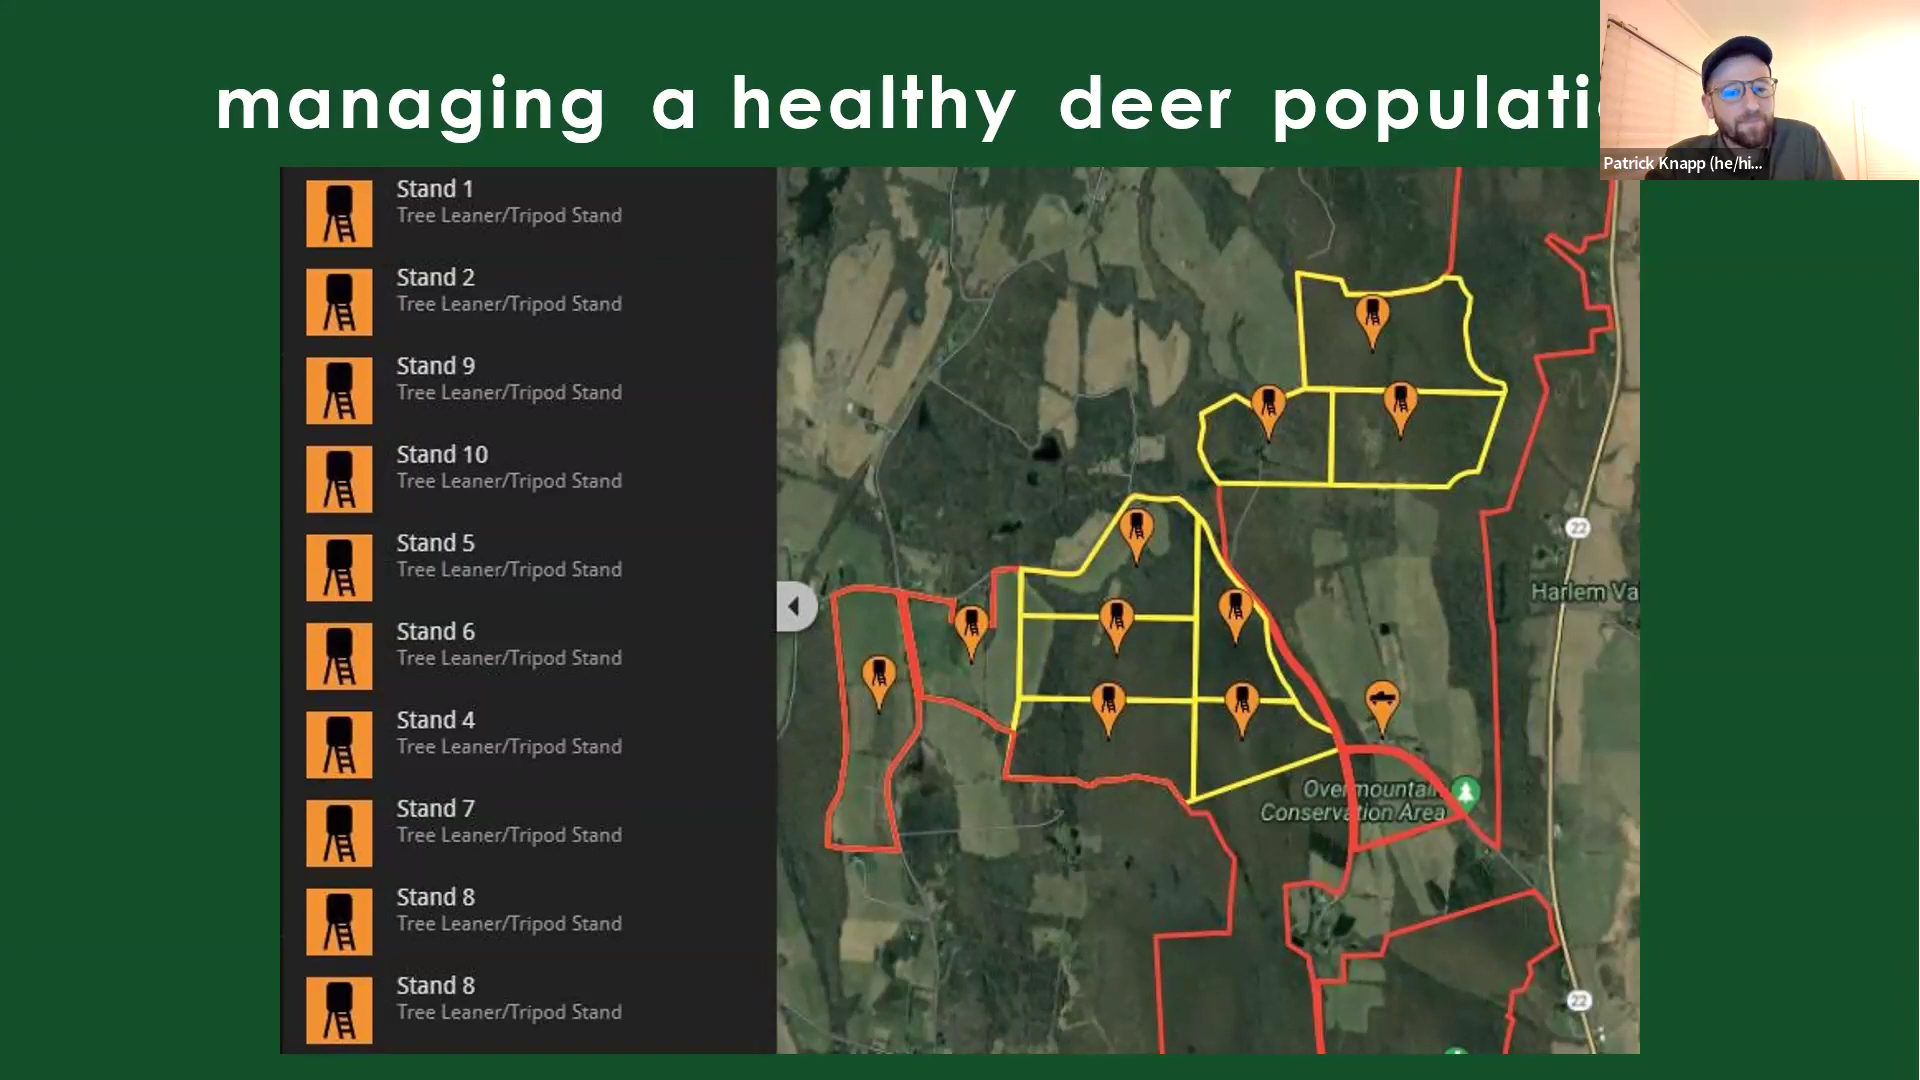 managing a healthy deer populati
Patrick Knapp (he/hi...
Stand 1
Tree Leaner/Tripod Stand
Stand 2
Tree Leaner/Tripod Stand
Stand 9
Tree Leaner/Tripod Stand
Stand 10
Tree Leaner/Tripod Stand
Stand 5
Tree Leaner/Tripod Stand
Stand 6
Tree Leaner/Tripod Stand
Stand 4
Tree Leaner/Tripod Stand
Stand 7
Tree Leaner/Tripod Stand
Stand 8
Tree Leaner/Tripod Stand
Stand 8
Tree Leaner/Tripod Stand
22
Harlem Va
Overmountain
Conservation Area
22